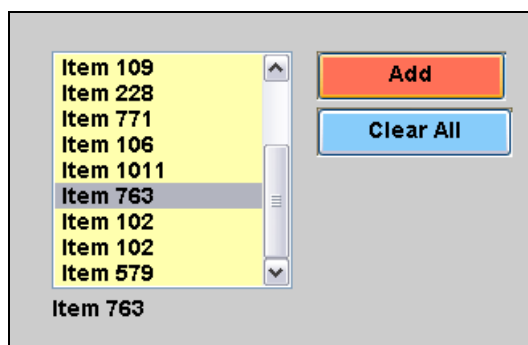 Item 109
Item 228
Item 771
Item 106
Item 1011
Item 763
Item 102
Item 102
Item 579
Item 763
Add
Clear All